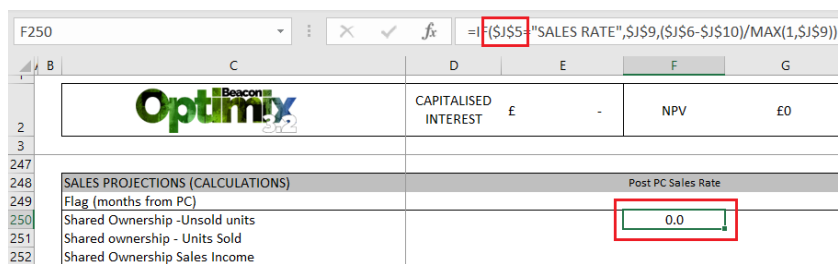 F250
fx
=IF($J$5="SALES RATE",$J$9,($J$6-$J$10)/MAX(1,$J$9))
B C D E F G
2
Beacon
Optimix
3.2
CAPITALISED
INTEREST
£ - NPV £0
3
247
248 SALES PROJECTIONS (CALCULATIONS) Post PC Sales Rate
249 Flag (months from PC)
250 Shared Ownership -Unsold units 0.0
251 Shared ownership - Units Sold
252 Shared Ownership Sales Income